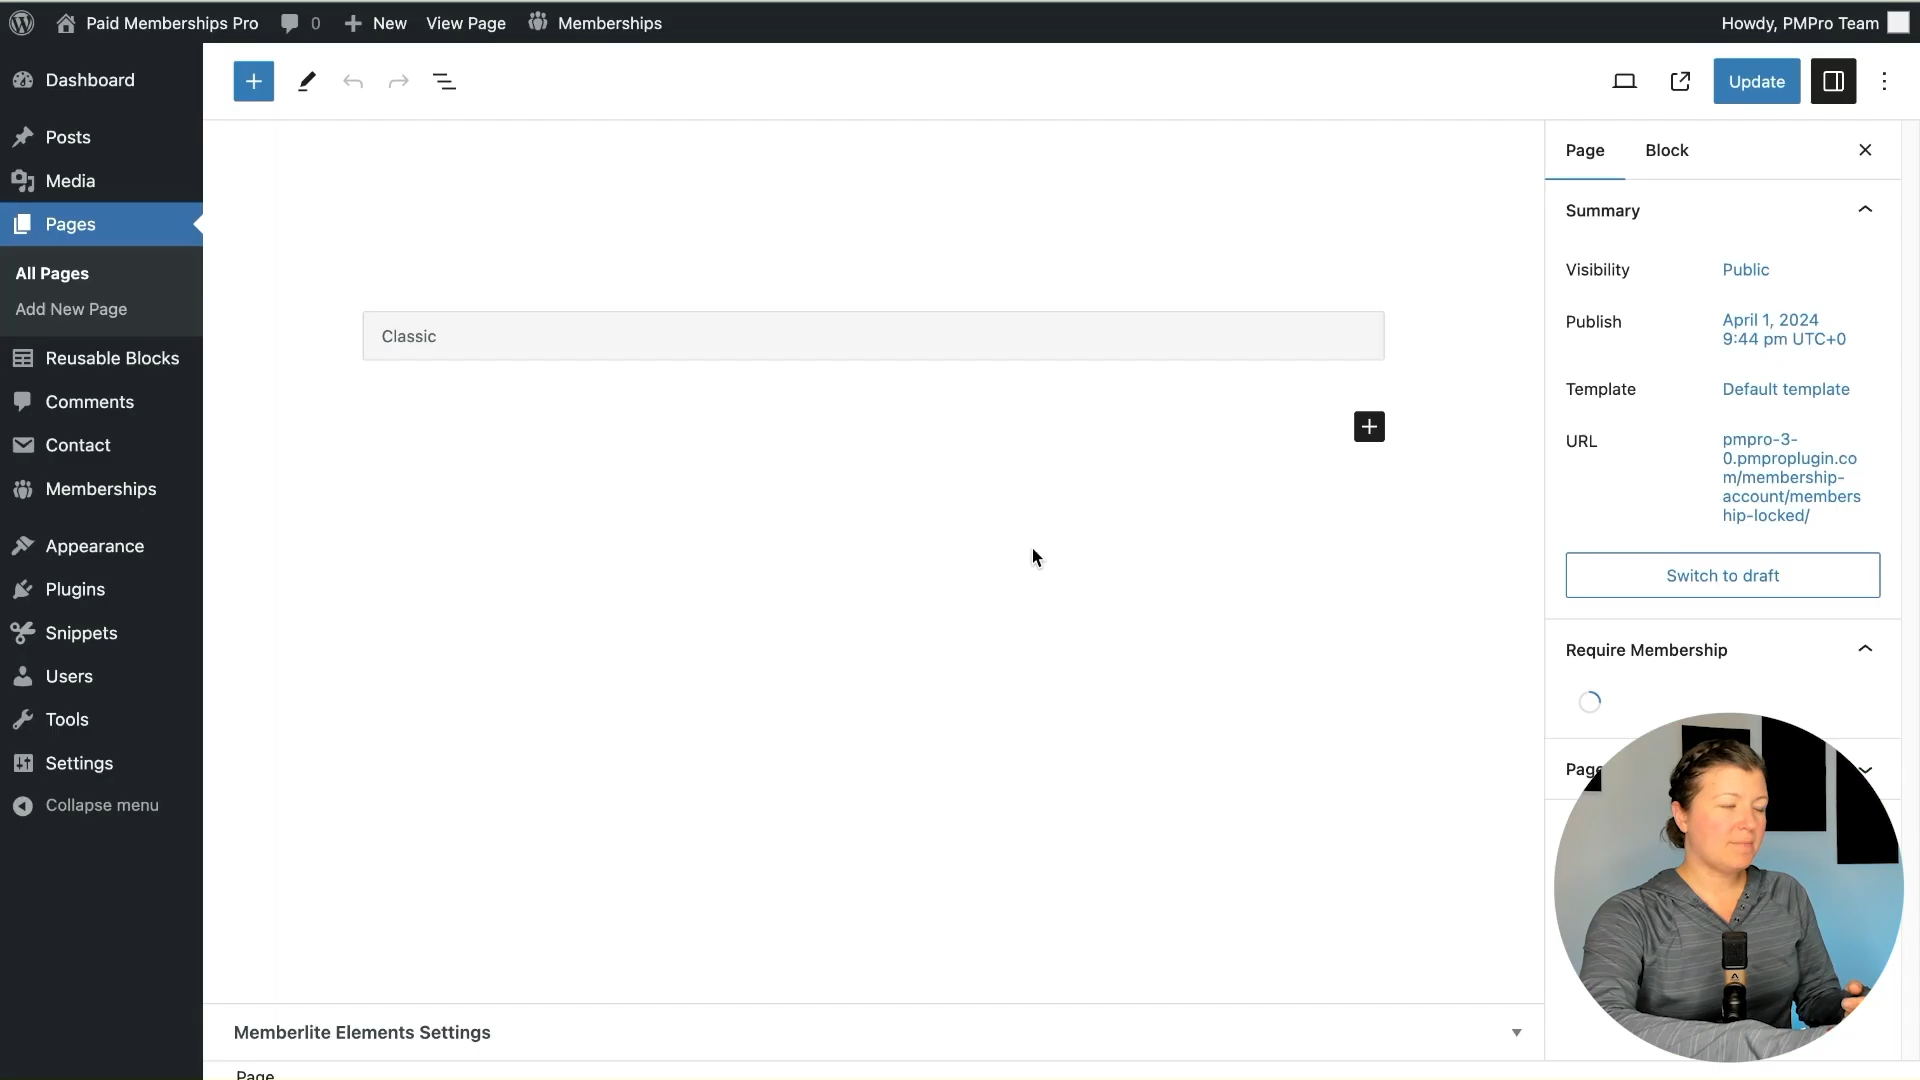 Paid Memberships Pro
0
New
View Page
Memberships
Howdy, PMPro Team
Dashboard
Posts
Media
Pages
All Pages
Add New Page
Reusable Blocks
Comments
Contact
Memberships
Appearance
Plugins
Snippets
Users
Tools
Settings
Collapse menu
Update
Classic
Memberlite Elements Settings
Page
Page
Block
Summary
Visibility
Public
Publish
April 1, 2024
9:44 pm UTC+0
Template
Default template
URL
pmpro-3-
0.pmproplugin.co
m/membership-
account/members
hip-locked/
Switch to draft
Require Membership
Page